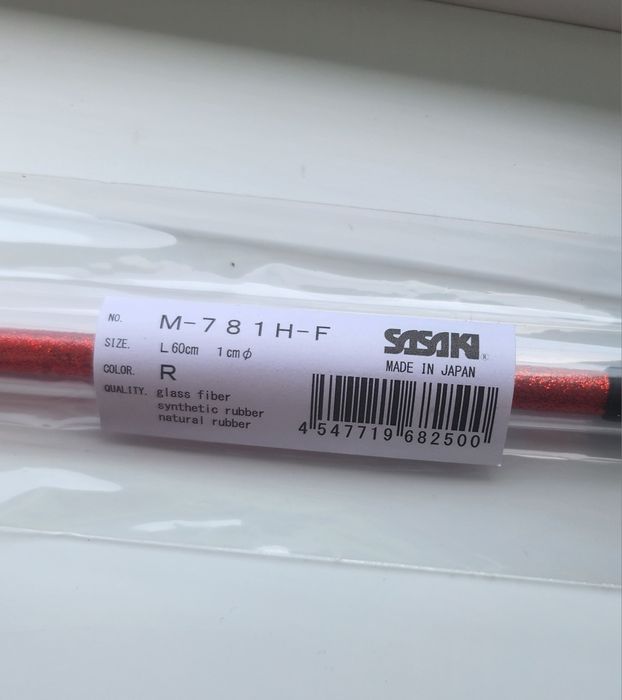 NO. M-781H-F
SASAKI®
SIZE. L 60cm 1cmϕ
MADE IN JAPAN
COLOR. R
QUALITY. glass fiber
synthetic rubber
natural rubber
4 547719 682500